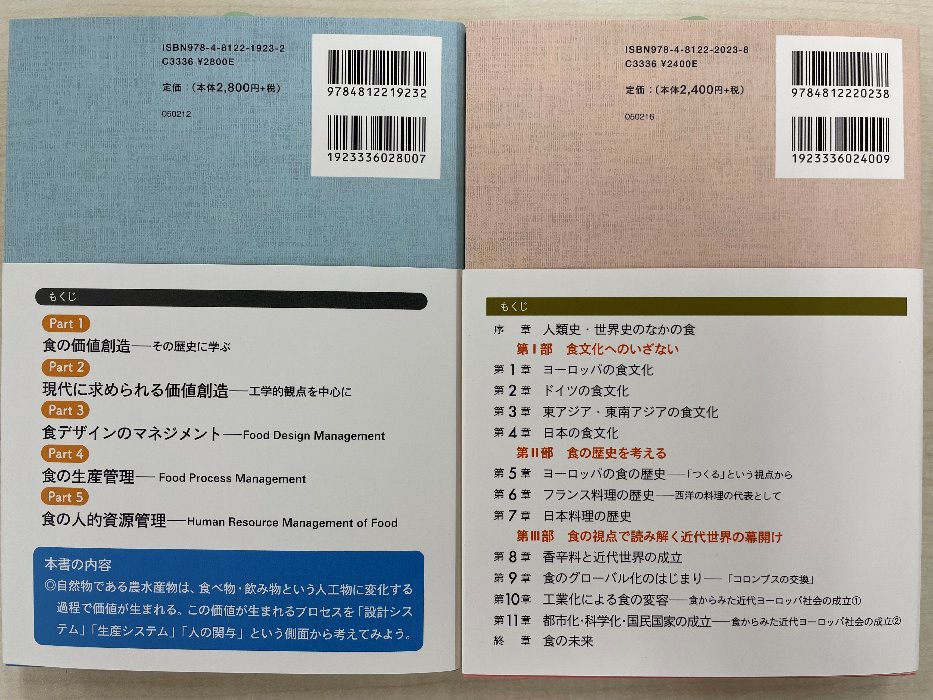 ISBN978-4-8122-1923-2
C3336 ¥2800E
定価：(本体2,800円+税)
050212
9784812219232
1923336028007
もくじ
Part 1
食の価値創造──その歴史に学ぶ
Part 2
現代に求められる価値創造──工学的観点を中心に
Part 3
食デザインのマネジメント──Food Design Management
Part 4
食の生産管理──Food Process Management
Part 5
食の人的資源管理──Human Resource Management of Food
本書の内容
◎自然物である農水産物は、食べ物・飲み物という人工物に変化する
過程で価値が生まれる。この価値が生まれるプロセスを「設計シス
テム」「生産システム」「人の関与」という側面から考えてみよう。
ISBN978-4-8122-2023-8
C3336 ¥2400E
定価：(本体2,400円+税)
050216
9784812220238
1923336024009
もくじ
序　章　人類史・世界史のなかの食
第Ⅰ部　食文化へのいざない
第1章　ヨーロッパの食文化
第2章　ドイツの食文化
第3章　東アジア・東南アジアの食文化
第4章　日本の食文化
第Ⅱ部　食の歴史を考える
第5章　ヨーロッパの食の歴史──「つくる」という視点から
第6章　フランス料理の歴史──西洋の料理の代表として
第7章　日本料理の歴史
第Ⅲ部　食の視点で読み解く近代世界の幕開け
第8章　香辛料と近代世界の成立
第9章　食のグローバル化のはじまり──「コロンブスの交換」
第10章　工業化による食の変容──食からみた近代ヨーロッパ社会の成立①
第11章　都市化・科学化・国民国家の成立──食からみた近代ヨーロッパ社会の成立②
終　章　食の未来